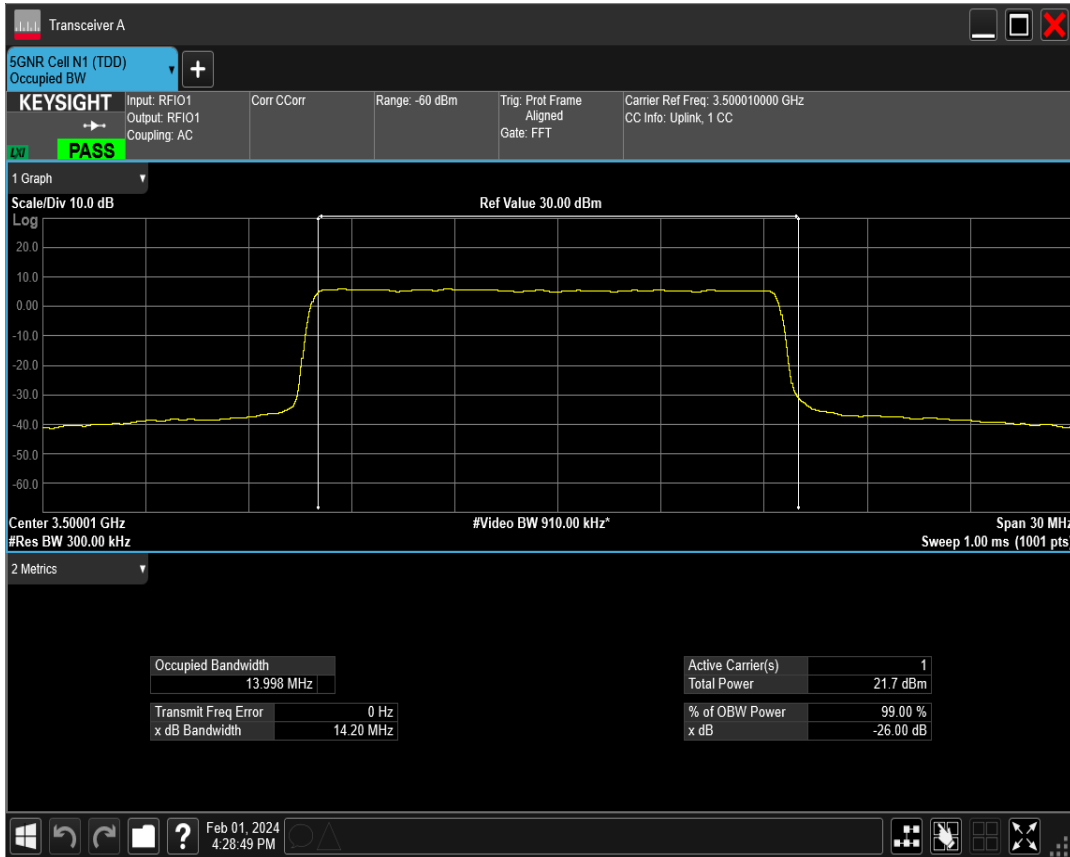 Transceiver A
5GNR Cell N1 (TDD)
Occupied BW
+
KEYSIGHT
LXI
PASS
Input: RFIO1
Output: RFIO1
Coupling: AC
Corr CCorr
Range: -60 dBm
Trig: Prot Frame
Aligned
Gate: FFT
Carrier Ref Freq: 3.500010000 GHz
CC Info: Uplink, 1 CC
1 Graph
Scale/Div 10.0 dB
Ref Value 30.00 dBm
Log
20.0
10.0
0.00
-10.0
-20.0
-30.0
-40.0
-50.0
-60.0
Center 3.50001 GHz
#Video BW 910.00 kHz*
Span 30 MHz
#Res BW 300.00 kHz
Sweep 1.00 ms (1001 pts)
2 Metrics
Occupied Bandwidth
13.998 MHz
Transmit Freq Error 0 Hz
x dB Bandwidth 14.20 MHz
Active Carrier(s) 1
Total Power 21.7 dBm
% of OBW Power 99.00 %
x dB -26.00 dB
?
Feb 01, 2024
4:28:49 PM